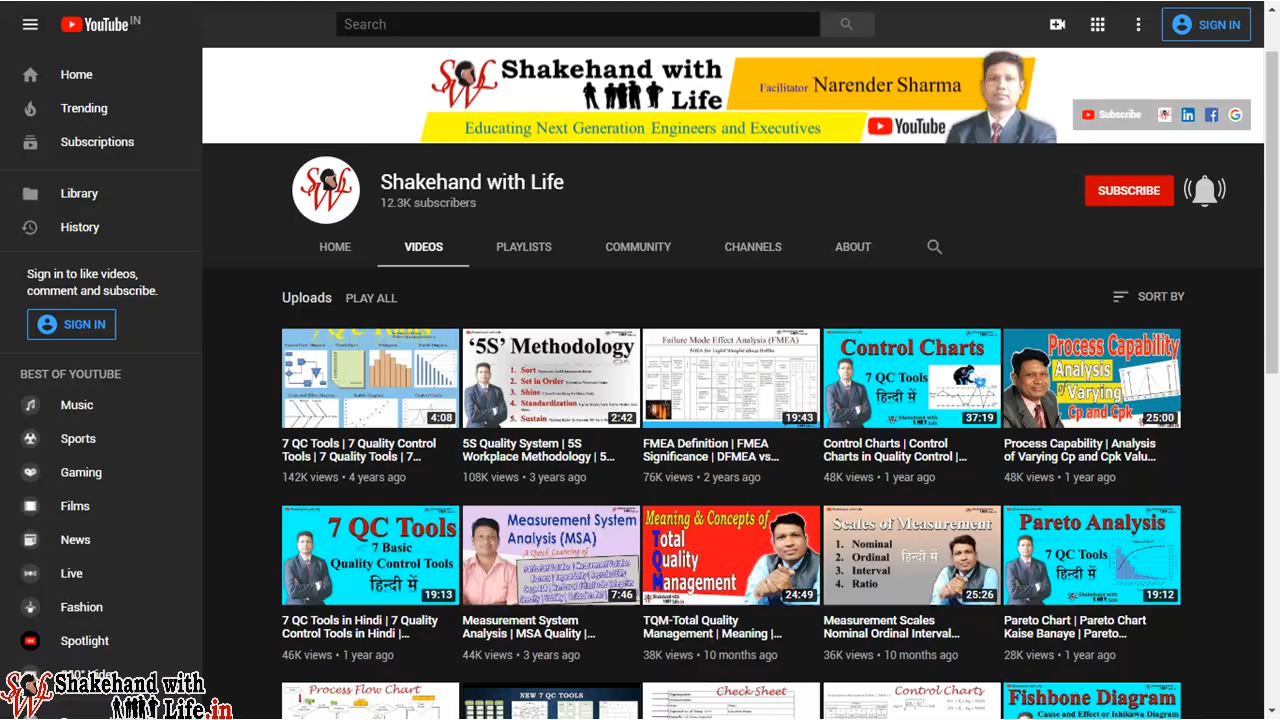 YouTube IN
Search
SIGN IN
Home
Trending
Subscriptions
Library
History
Sign in to like videos,
comment and subscribe.
SIGN IN
BEST OF YOUTUBE
Music
Sports
Gaming
Films
News
Live
Fashion
Spotlight
Shakehand with
Life.in
SWL
Shakehand with
Life
Facilitator Narender Sharma
Educating Next Generation Engineers and Executives
YouTube
Subscribe
Shakehand with Life
12.3K subscribers
SUBSCRIBE
HOME VIDEOS PLAYLISTS COMMUNITY CHANNELS ABOUT
Uploads PLAY ALL
SORT BY
7 QC Tools
4:08
7 QC Tools | 7 Quality Control
Tools | 7 Quality Tools | 7...
142K views • 4 years ago
‘5S’ Methodology
1. Sort
2. Set in Order
3. Shine
4. Standardization
5. Sustain
2:42
5S Quality System | 5S
Workplace Methodology | 5...
108K views • 3 years ago
Failure Mode Effect Analysis (FMEA)
19:43
FMEA Definition | FMEA
Significance | DFMEA vs...
76K views • 2 years ago
Control Charts
7 QC Tools
हिन्दी में
37:19
Control Charts | Control
Charts in Quality Control |...
48K views • 1 year ago
Process Capability
Analysis
of Varying
Cp and Cpk
25:00
Process Capability | Analysis
of Varying Cp and Cpk Valu...
48K views • 1 year ago
7 QC Tools
7 Basic
Quality Control Tools
हिन्दी में
19:13
7 QC Tools in Hindi | 7 Quality
Control Tools in Hindi |...
46K views • 1 year ago
Measurement System
Analysis (MSA)
A Quick Learning of
7:46
Measurement System
Analysis | MSA Quality |...
44K views • 3 years ago
Meaning & Concepts of
Total
Quality
Management
24:49
TQM-Total Quality
Management | Meaning |...
38K views • 10 months ago
Scales of Measurement
1. Nominal
2. Ordinal
3. Interval
4. Ratio
हिन्दी में
25:26
Measurement Scales
Nominal Ordinal Interval...
36K views • 10 months ago
Pareto Analysis
7 QC Tools
हिन्दी में
19:12
Pareto Chart | Pareto Chart
Kaise Banaye | Pareto...
28K views • 1 year ago
Process Flow Chart
NEW 7 QC TOOLS
Check Sheet
Control Charts
Fishbone Diagram
Cause and Effect or Ishikawa Diagram